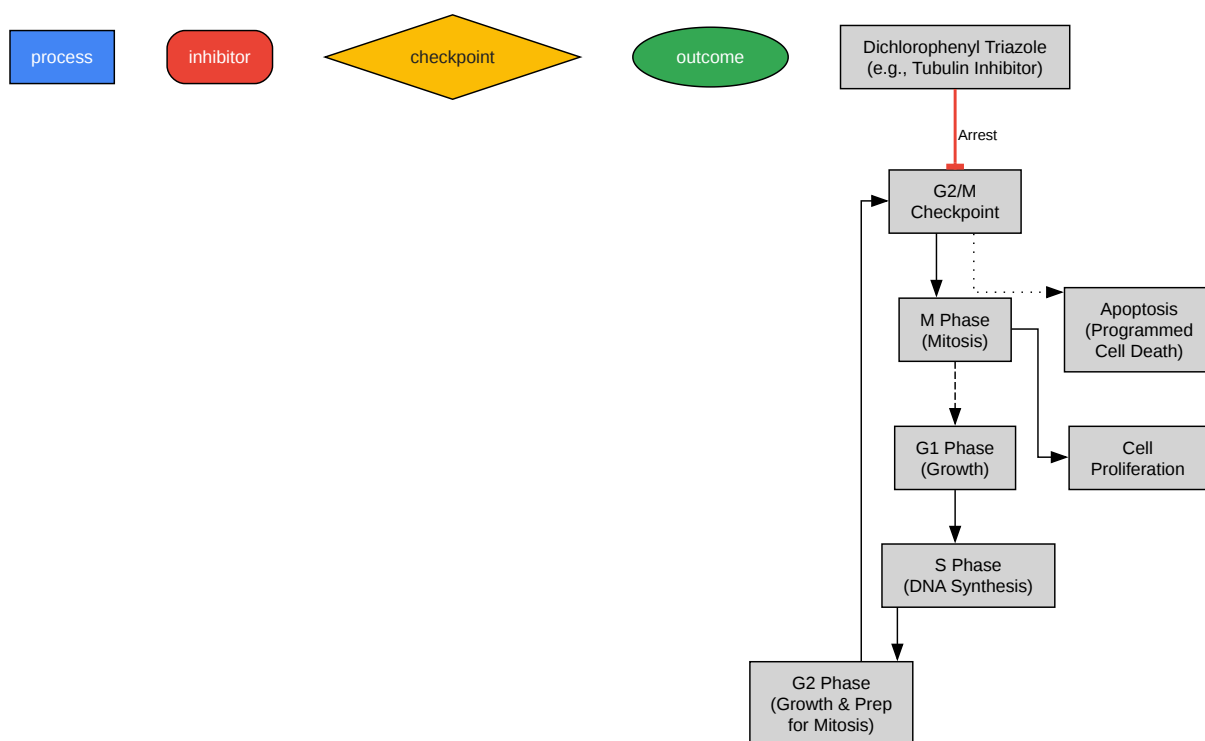 process
inhibitor
checkpoint
outcome
Dichlorophenyl Triazole
(e.g., Tubulin Inhibitor)
Arrest
G2/M
Checkpoint
M Phase
(Mitosis)
Apoptosis
(Programmed
Cell Death)
G1 Phase
(Growth)
Cell
Proliferation
S Phase
(DNA Synthesis)
G2 Phase
(Growth & Prep
for Mitosis)